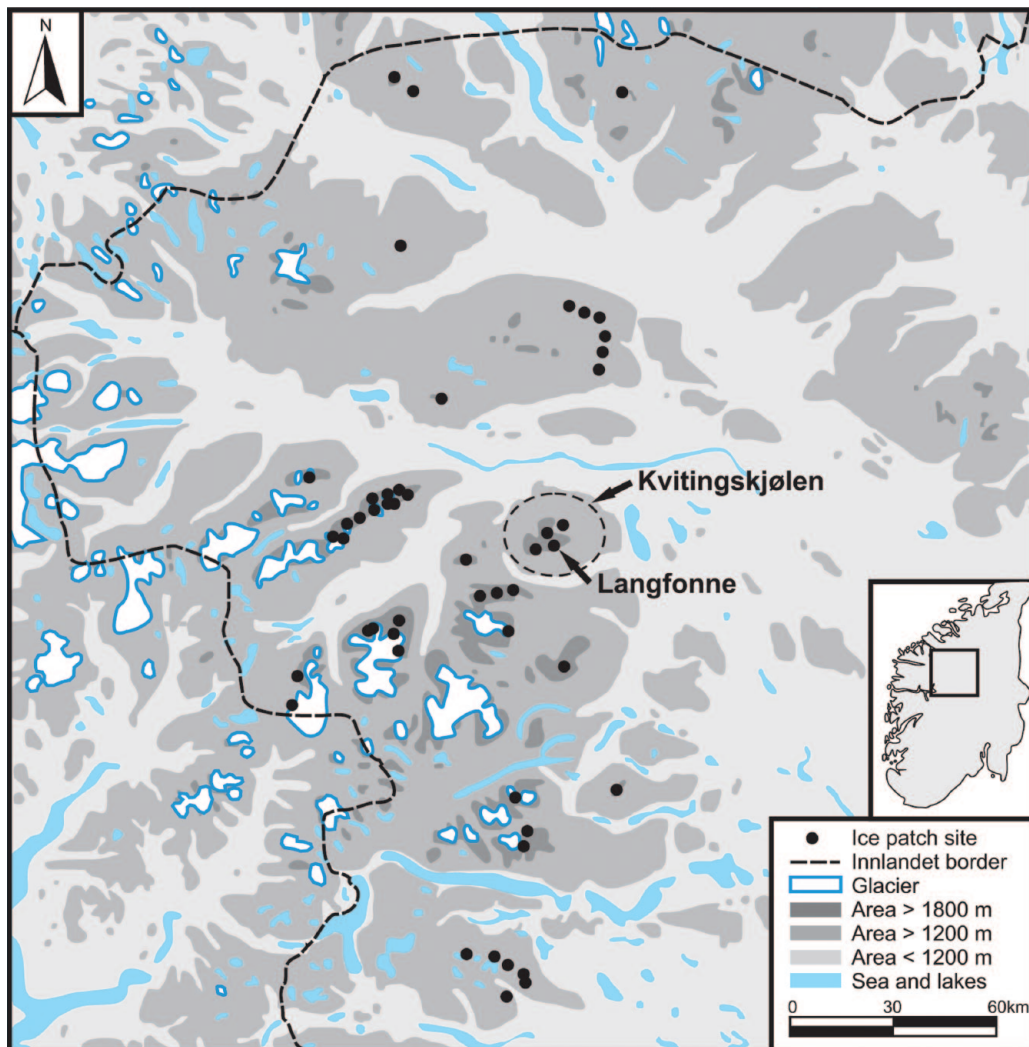 N
Kvitingskjølen
Langfonne
Ice patch site
Innlandet border
Glacier
Area > 1800 m
Area > 1200 m
Area < 1200 m
Sea and lakes
0 30 60km